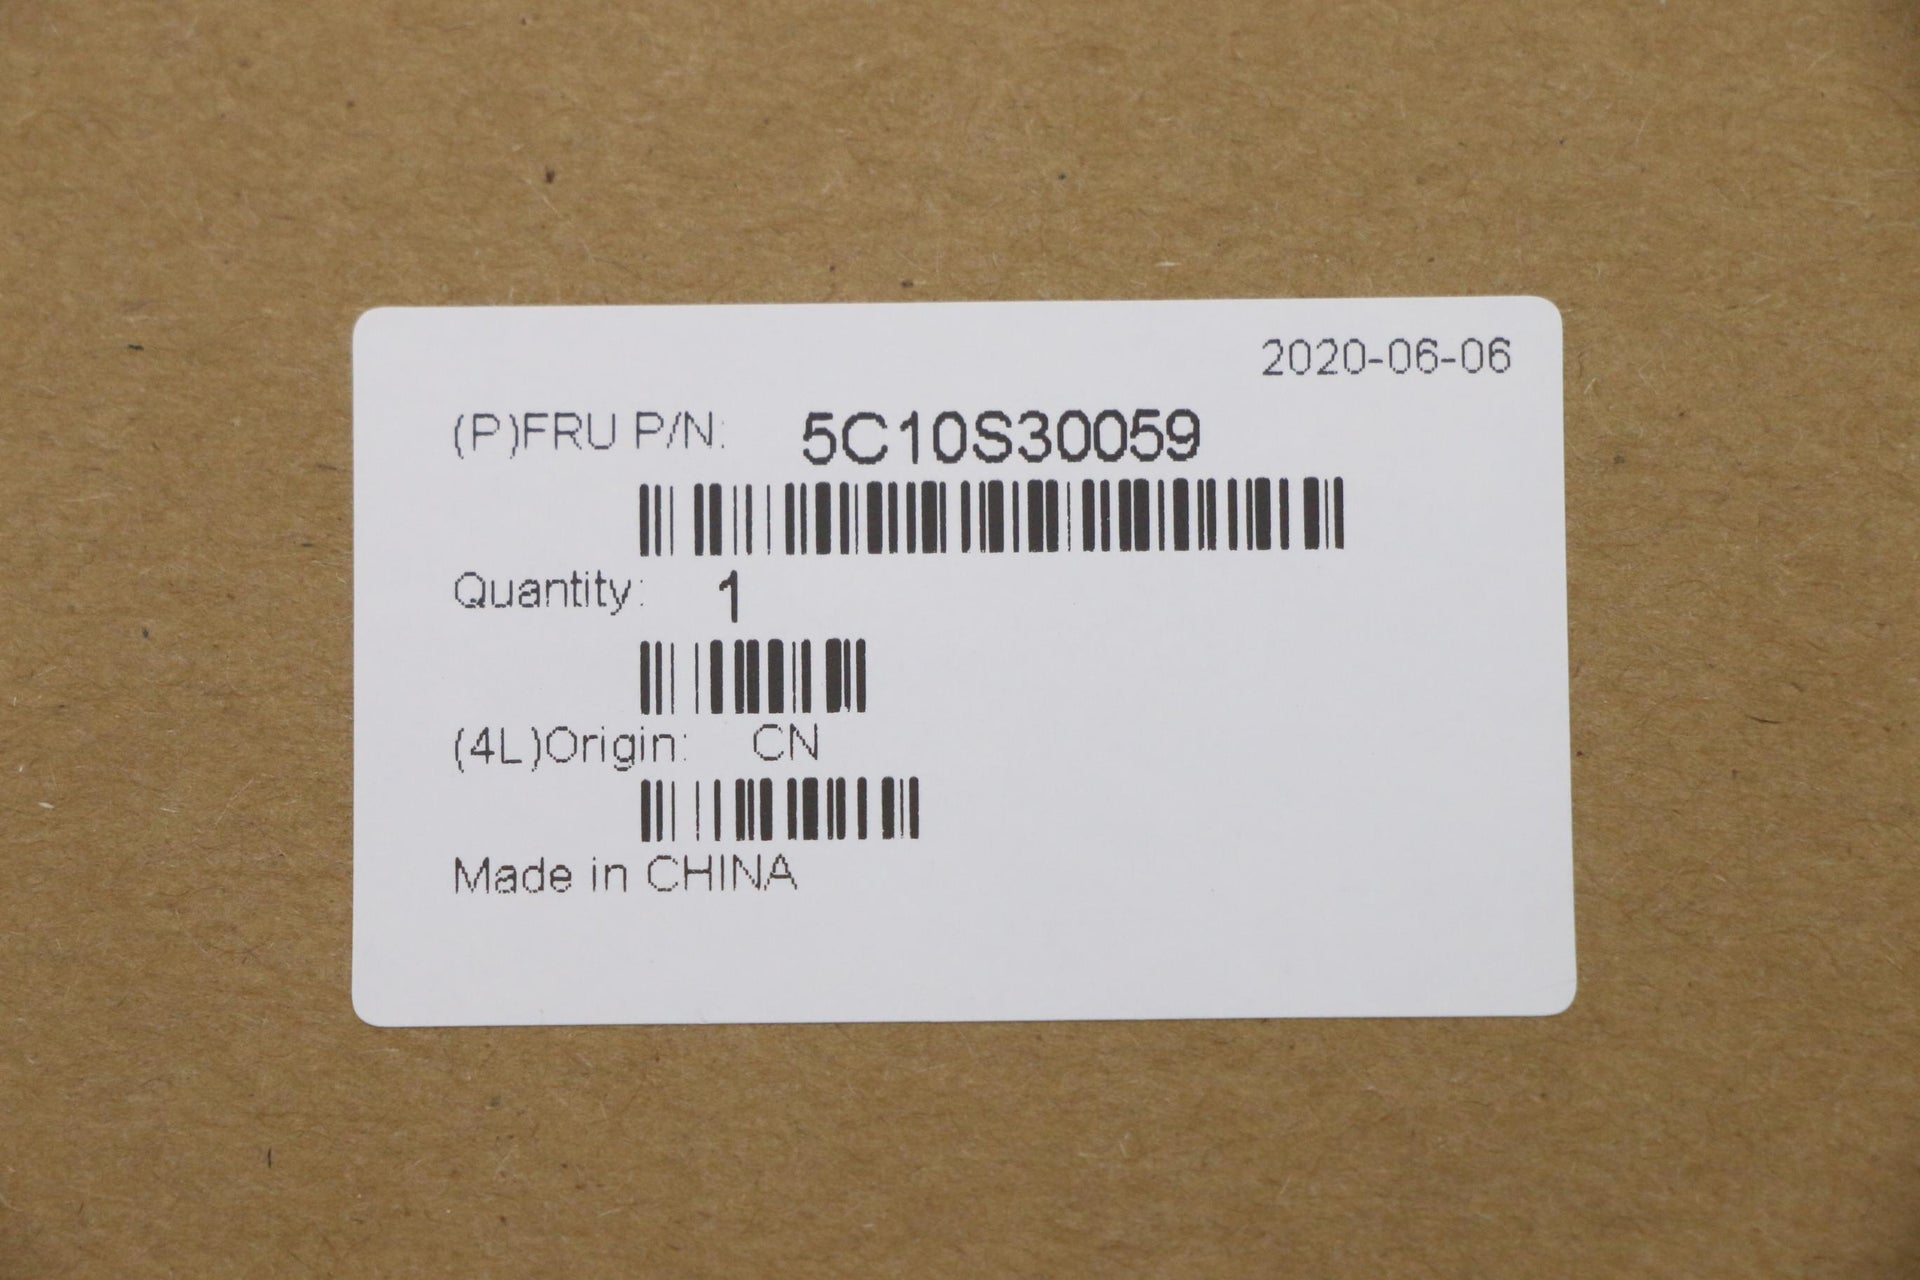 2020-06-06
(P)FRU P/N: 5C10S30059
Quantity: 1
(4L)Origin: CN
Made in CHINA